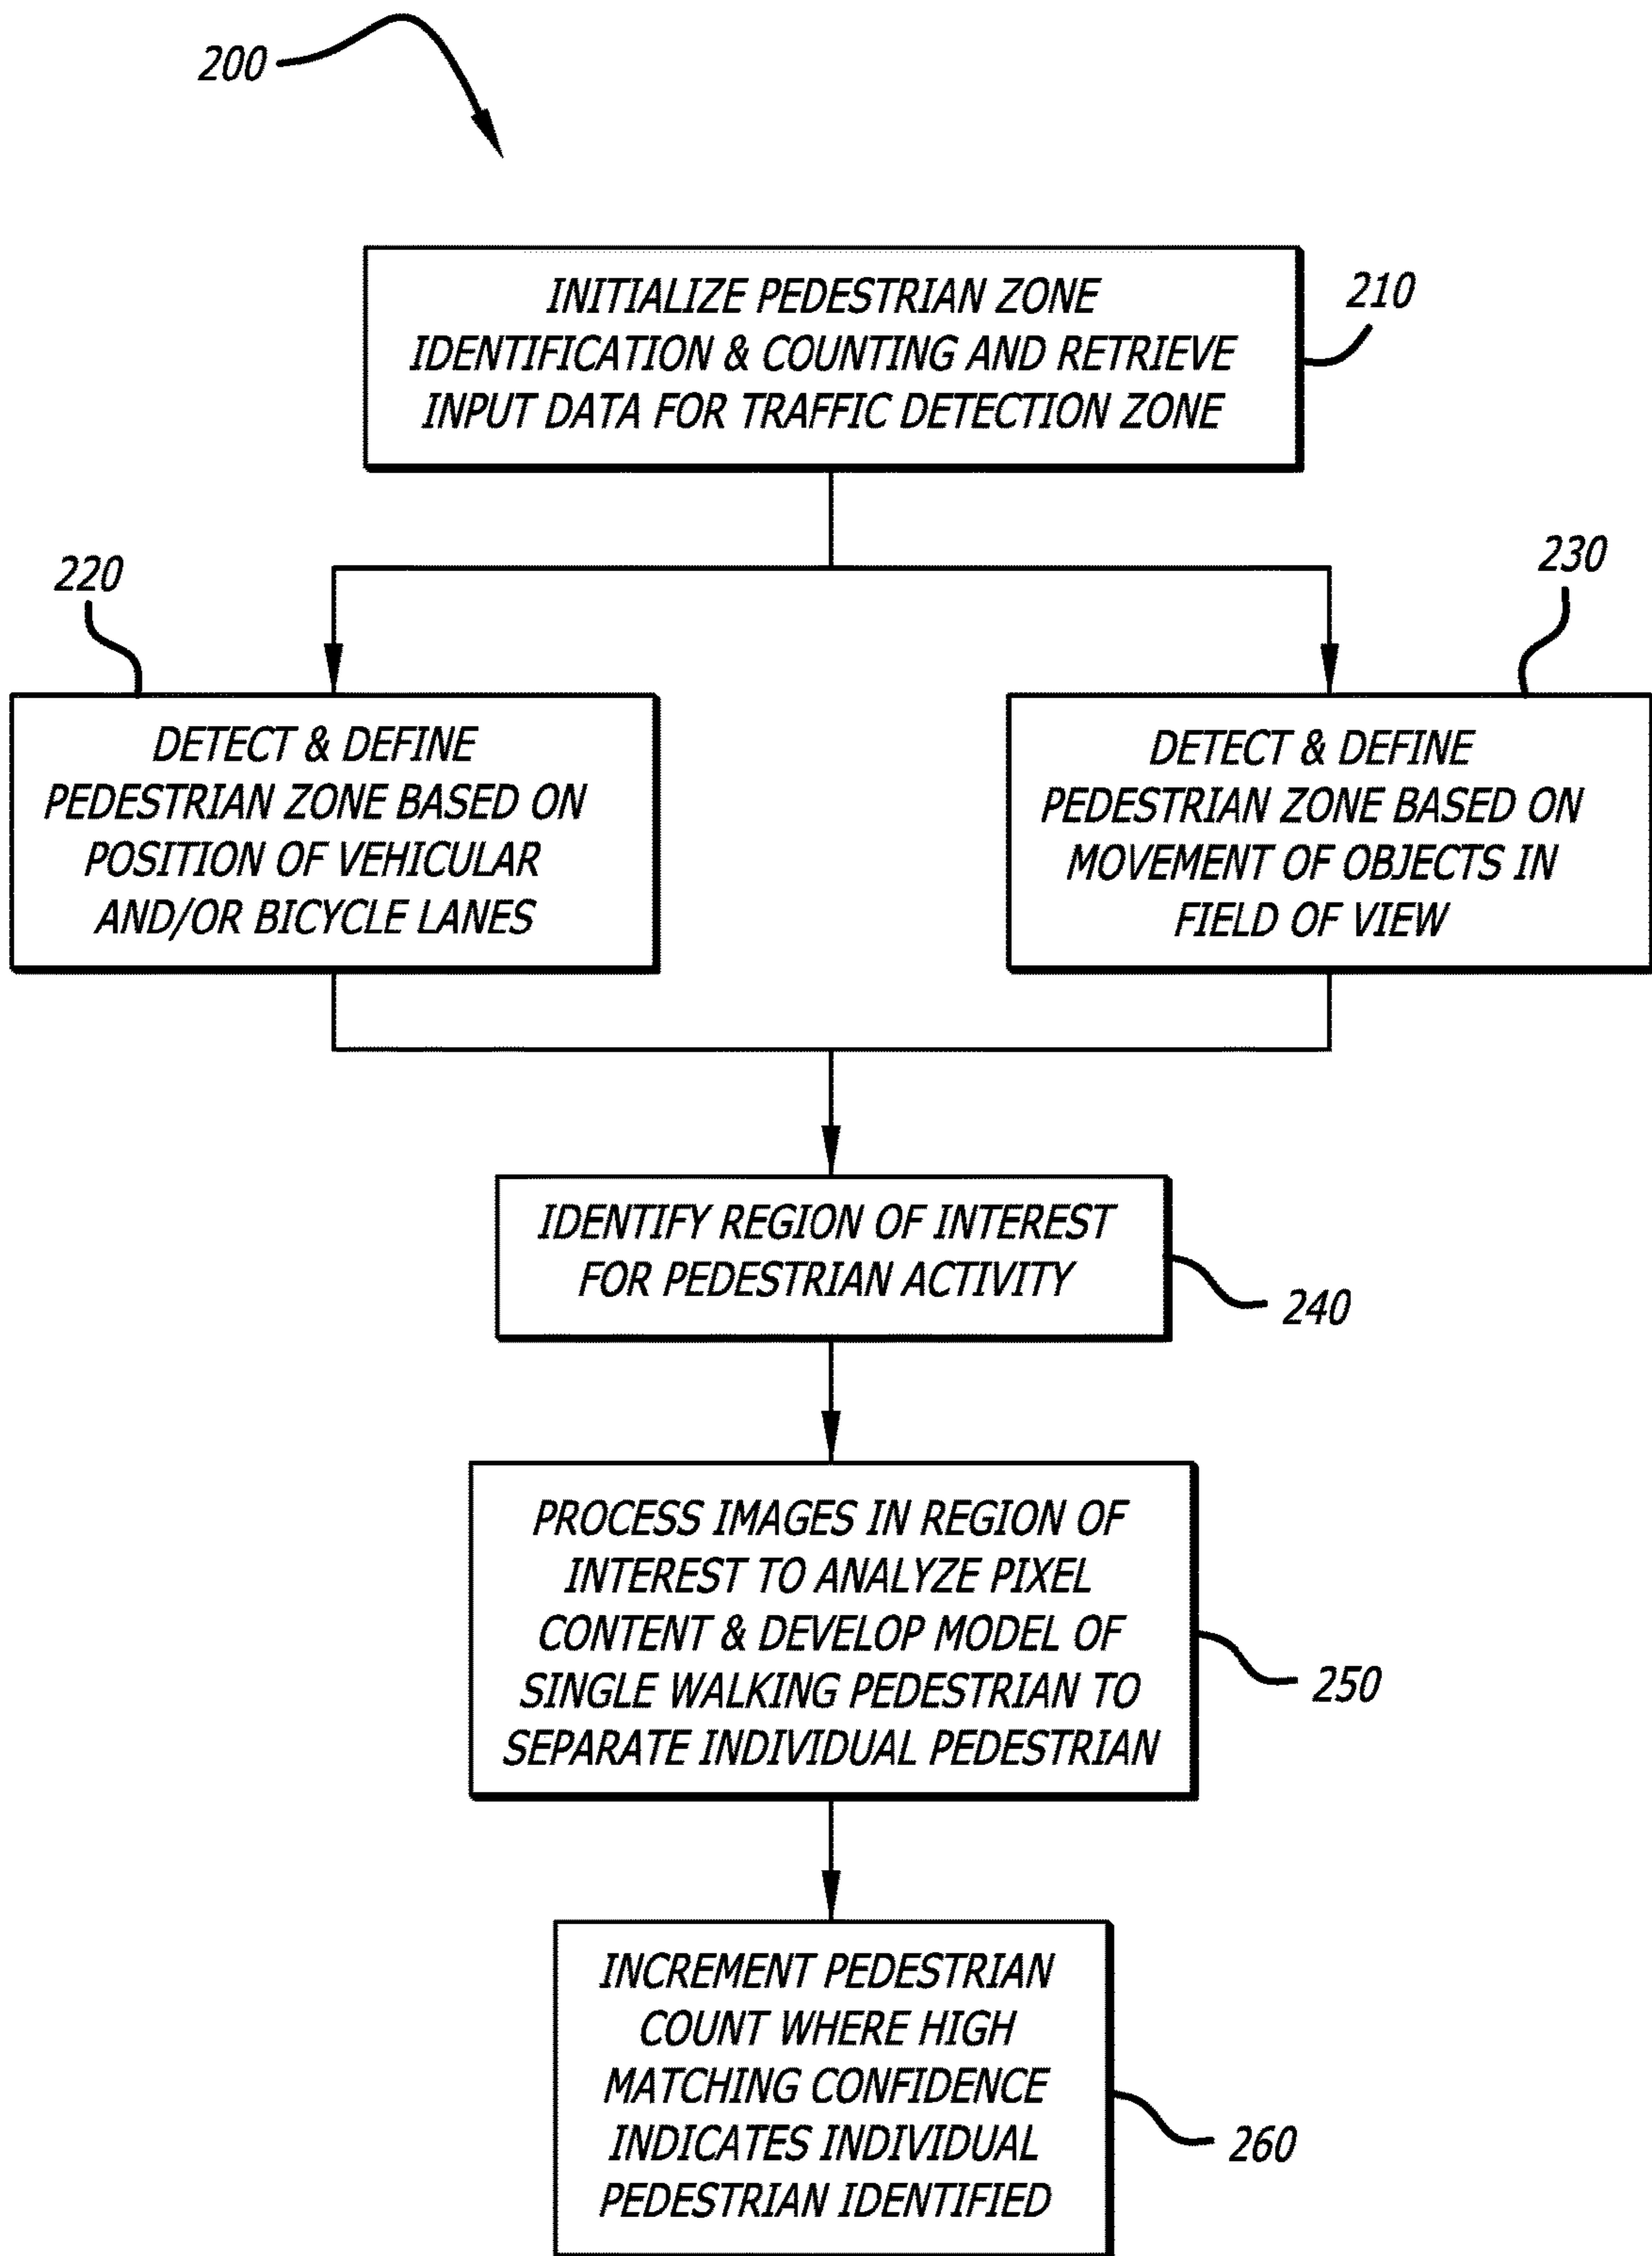 200
INITIALIZE PEDESTRIAN ZONE
IDENTIFICATION & COUNTING AND RETRIEVE
INPUT DATA FOR TRAFFIC DETECTION ZONE
210
220
DETECT & DEFINE
PEDESTRIAN ZONE BASED ON
POSITION OF VEHICULAR
AND/OR BICYCLE LANES
230
DETECT & DEFINE
PEDESTRIAN ZONE BASED ON
MOVEMENT OF OBJECTS IN
FIELD OF VIEW
IDENTIFY REGION OF INTEREST
FOR PEDESTRIAN ACTIVITY
240
PROCESS IMAGES IN REGION OF
INTEREST TO ANALYZE PIXEL
CONTENT & DEVELOP MODEL OF
SINGLE WALKING PEDESTRIAN TO
SEPARATE INDIVIDUAL PEDESTRIAN
250
INCREMENT PEDESTRIAN
COUNT WHERE HIGH
MATCHING CONFIDENCE
INDICATES INDIVIDUAL
PEDESTRIAN IDENTIFIED
260